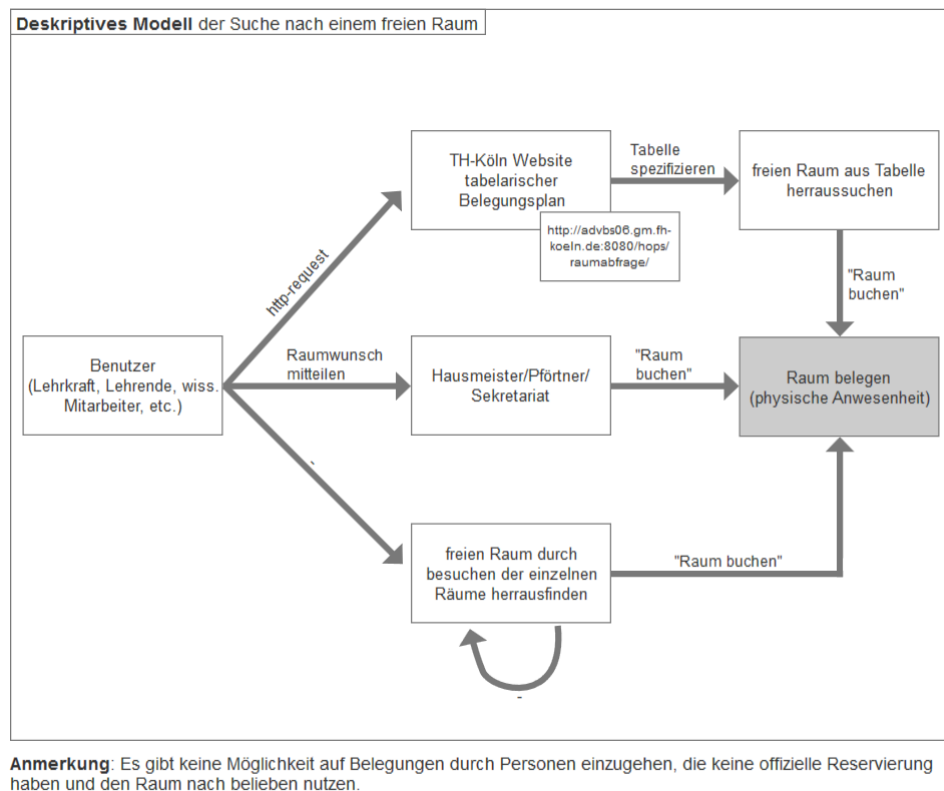 Deskriptives Modell der Suche nach einem freien Raum
TH-Köln Website
tabelarischer
Belegungsplan
http://advbs06.gm.fh-
koeln.de:8080/hops/
raumabfrage/
Tabelle
spezifizieren
freien Raum aus Tabelle
herraussuchen
http-request
"Raum
buchen"
Benutzer
(Lehrkraft, Lehrende, wiss.
Mitarbeiter, etc.)
Raumwunsch
mitteilen
Hausmeister/Pförtner/
Sekretariat
"Raum
buchen"
Raum belegen
(physische Anwesenheit)
-
freien Raum durch
besuchen der einzelnen
Räume herrausfinden
"Raum buchen"
-
Anmerkung: Es gibt keine Möglichkeit auf Belegungen durch Personen einzugehen, die keine offizielle Reservierung
haben und den Raum nach belieben nutzen.